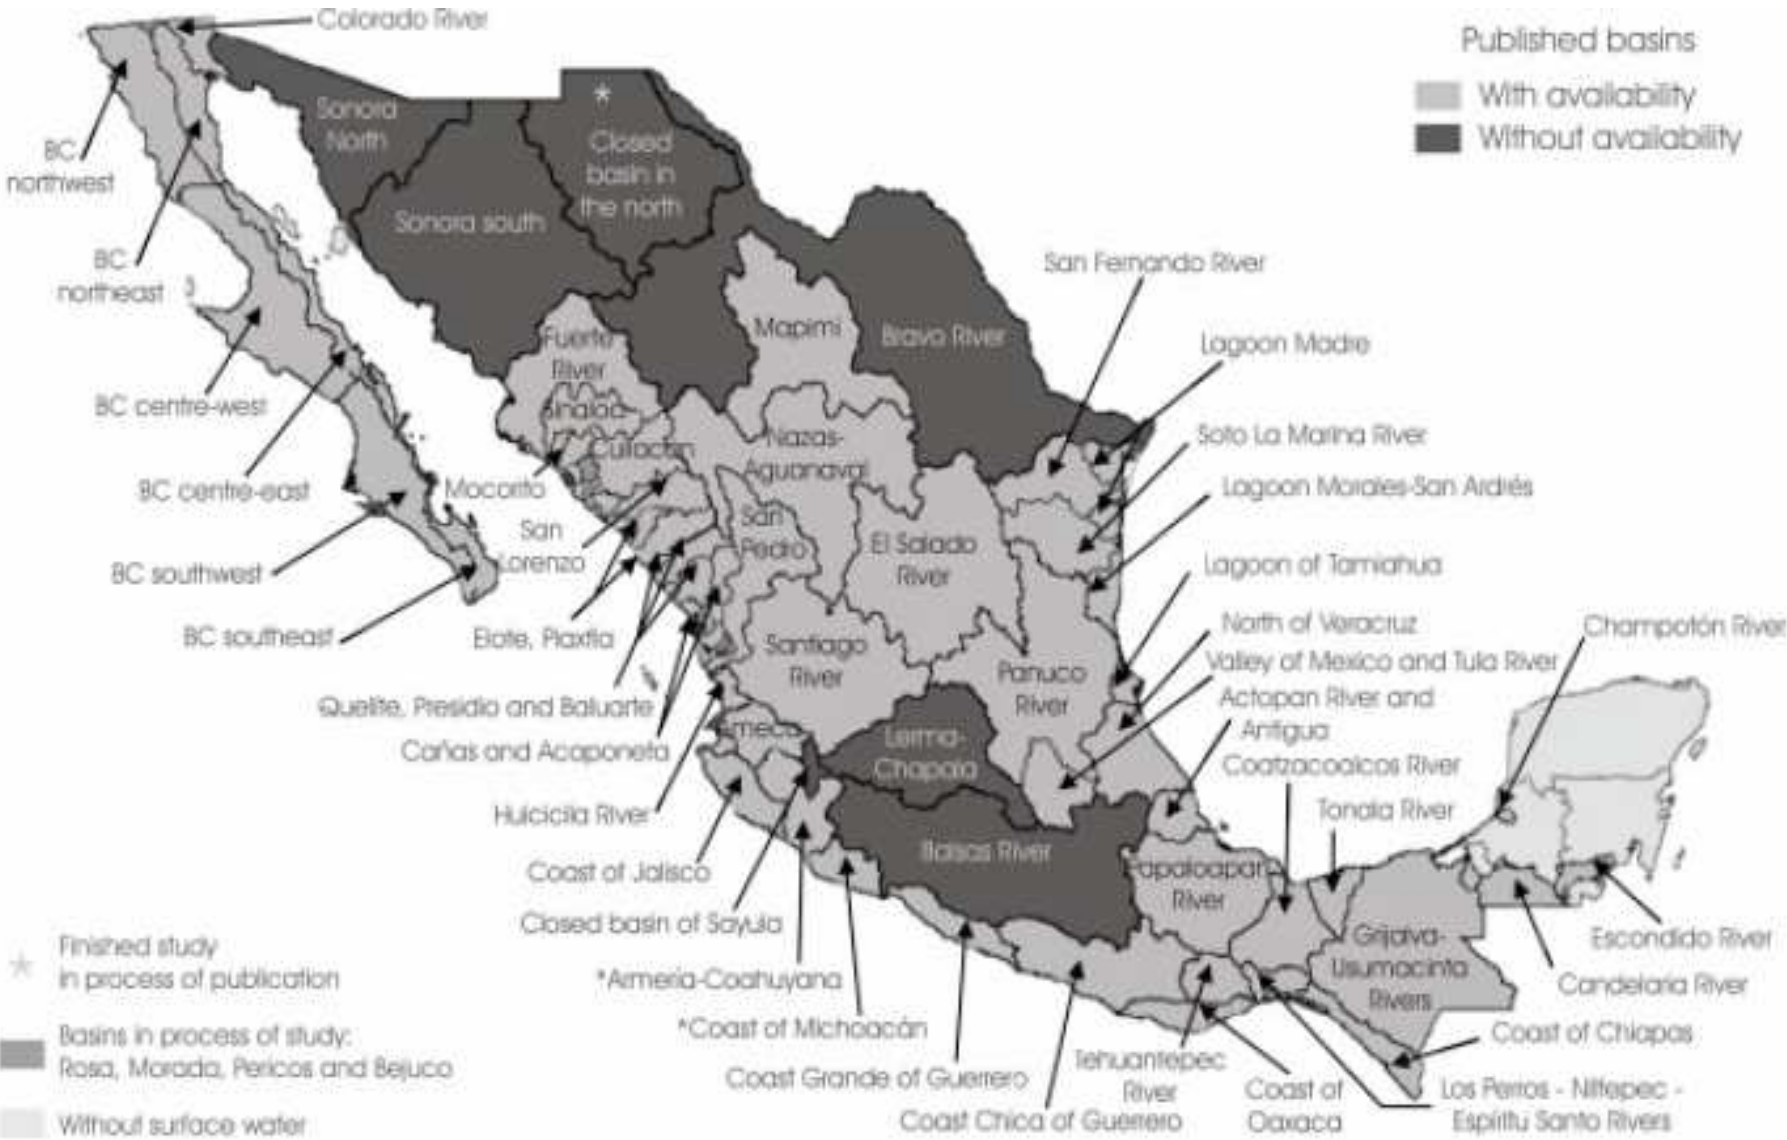 Colorado River
Published basins
With availability
Without availability
Sonora
North
Closed
basin in
the north
BC
northwest
Sonora south
BC
northeast
San Fernando River
Mapimi
Bravo River
Fuerte
River
Lagoon Madre
BC centre-west
Sinaloa
Culiacán
Nazas-
Aguanaval
Soto La Marina River
BC centre-east
Mocorito
Lagoon Morales-San Ardrés
San
Lorenzo
San
Pedro
El Salado
River
BC southwest
Lagoon of Tamiahua
BC southeast
Elote, Piaxtla
Santiago
River
Panuco
River
North of Veracruz
Champotón River
Valley of Mexico and Tula River
Quelite, Presidio and Baluarte
Actopan River and
Antigua
Cañas and Acaponeta
Ameca
Lerma-
Chapala
Coatzacoalcos River
Huicicila River
Tonala River
Balsas River
Coast of Jalisco
Papaloapan
River
Closed basin of Sayula
Grijalva-
Usumacinta
Rivers
Escondido River
Finished study
in process of publication
*Armería-Coahuyana
Candelaria River
*Coast of Michoacán
Coast of Chiapas
Basins in process of study:
Rosa, Morada, Pericos and Bejuco
Coast Grande of Guerrero
Tehuantepec
River
Coast Chica of Guerrero
Coast of
Oaxaca
Los Perros - Niltepec -
Espíritu Santo Rivers
Without surface water